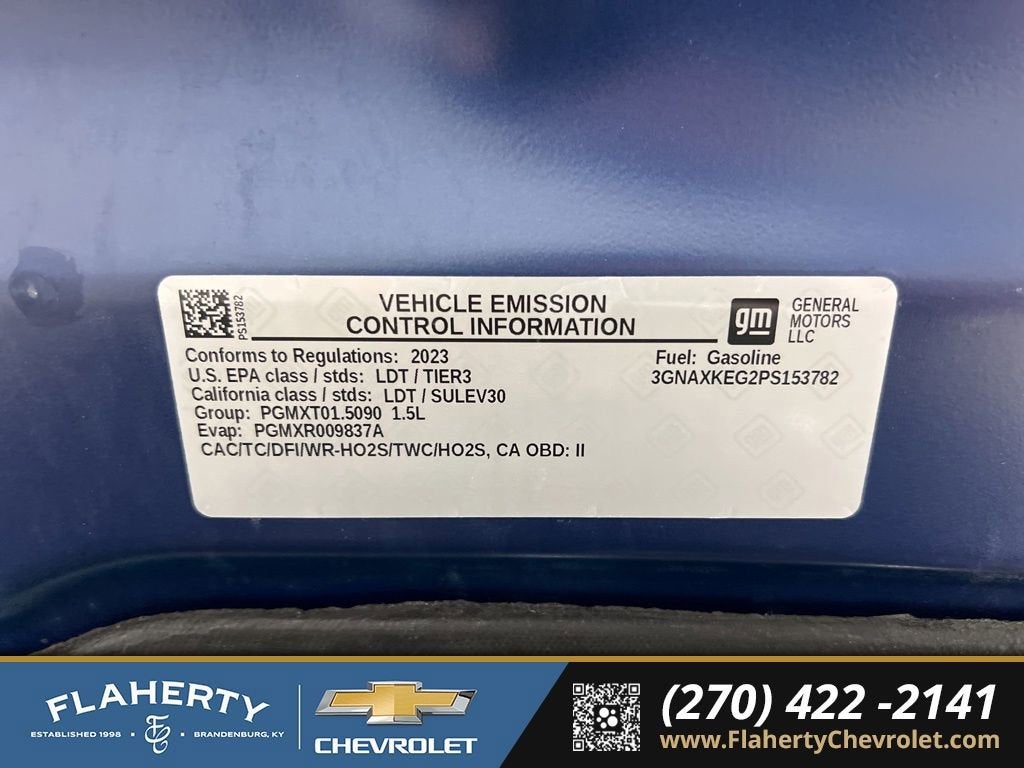 PS153782
VEHICLE EMISSION
CONTROL INFORMATION
gm
GENERAL
MOTORS
LLC
Conforms to Regulations: 2023
U.S. EPA class / stds: LDT / TIER3
California class / stds: LDT / SULEV30
Group: PGMXT01.5090 1.5L
Evap: PGMXR009837A
CAC/TC/DFI/WR-HO2S/TWC/HO2S, CA OBD: II
Fuel: Gasoline
3GNAXKEG2PS153782
FLAHERTY
ESTABLISHED 1998 • • BRANDENBURG, KY
CHEVROLET
(270) 422 -2141
www.FlahertyChevrolet.com